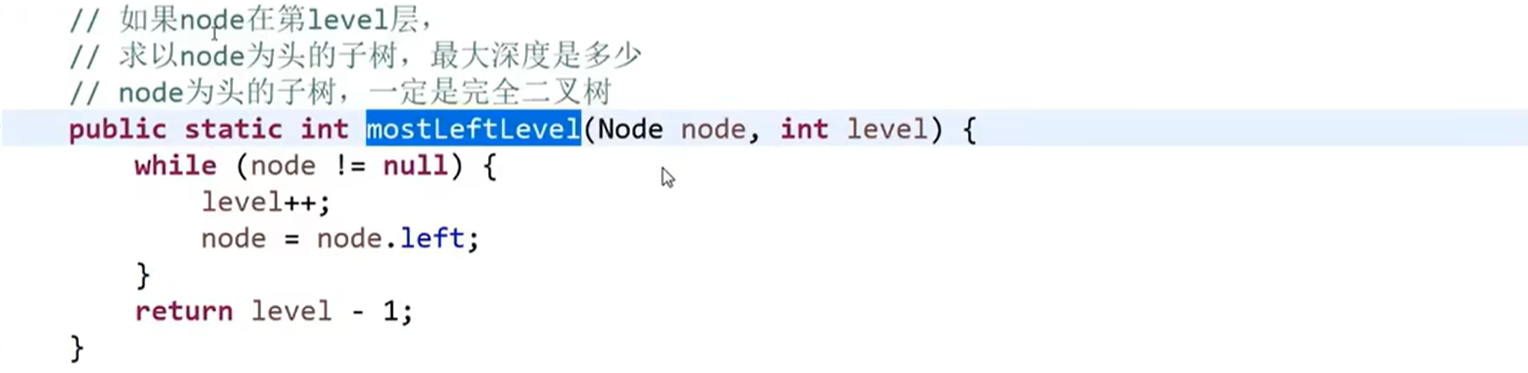 // 如果node在第level层，
// 求以node为头的子树，最大深度是多少
// node为头的子树，一定是完全二叉树
public static int mostLeftLevel(Node node, int level) {
while (node != null) {
level++;
node = node.left;
}
return level - 1;
}